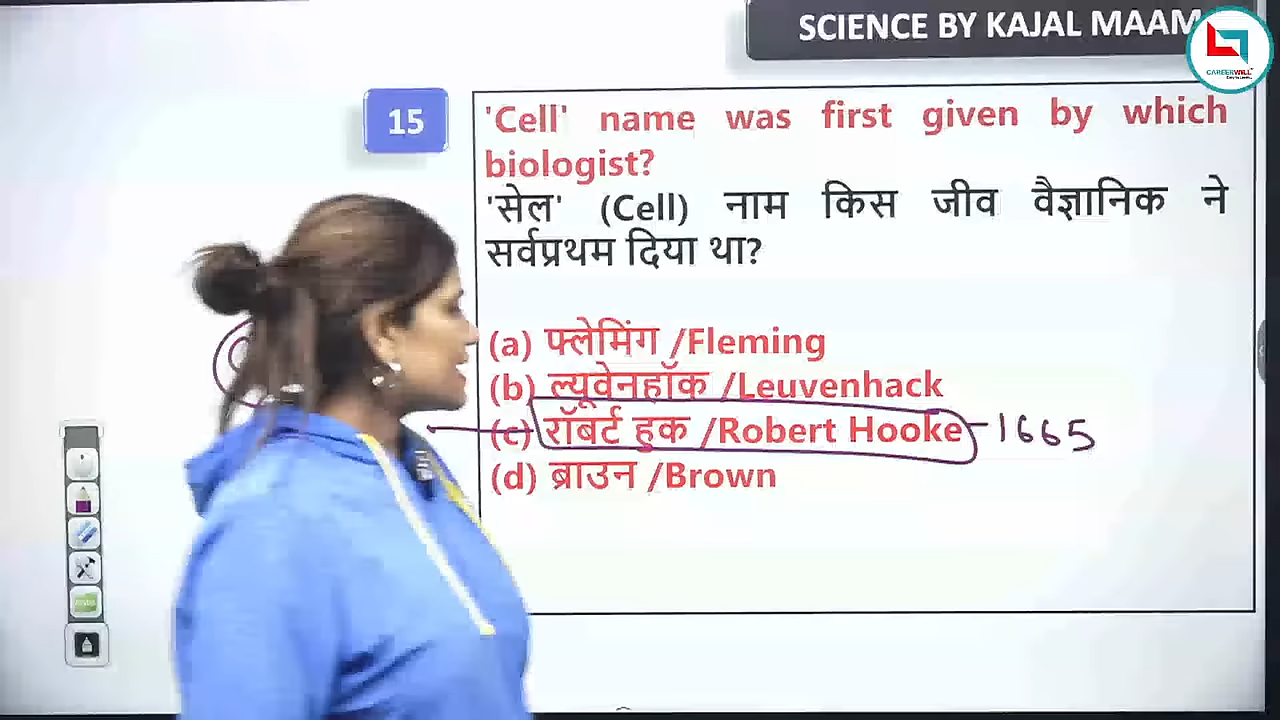 SCIENCE BY KAJAL MAAM
CAREERWILL
15
'Cell' name was first given by which
biologist?
'सेल' (Cell) नाम किस जीव वैज्ञानिक ने
सर्वप्रथम दिया था?
(a) फ्लेमिंग /Fleming
(b) ल्यूवेनहॉक /Leuvenhack
(c) रॉबर्ट हुक /Robert Hooke - 1665
(d) ब्राउन /Brown